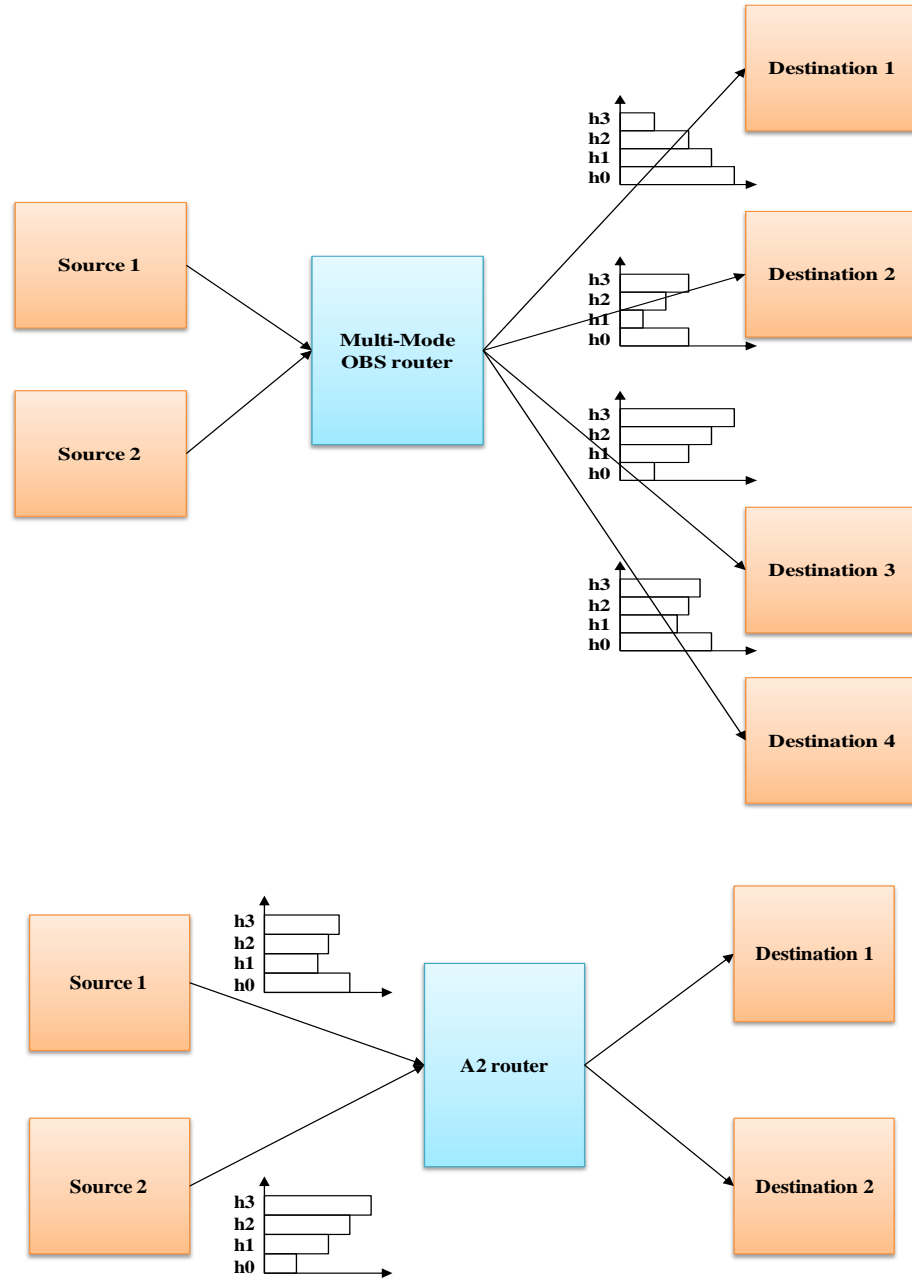 Destination 1
h3
h2
h1
h0
Source 1
Destination 2
h3
h2
h1
h0
Multi-Mode
OBS router
Source 2
h3
h2
h1
h0
Destination 3
h3
h2
h1
h0
Destination 4
Source 1
h3
h2
h1
h0
Destination 1
A2 router
Source 2
h3
h2
h1
h0
Destination 2